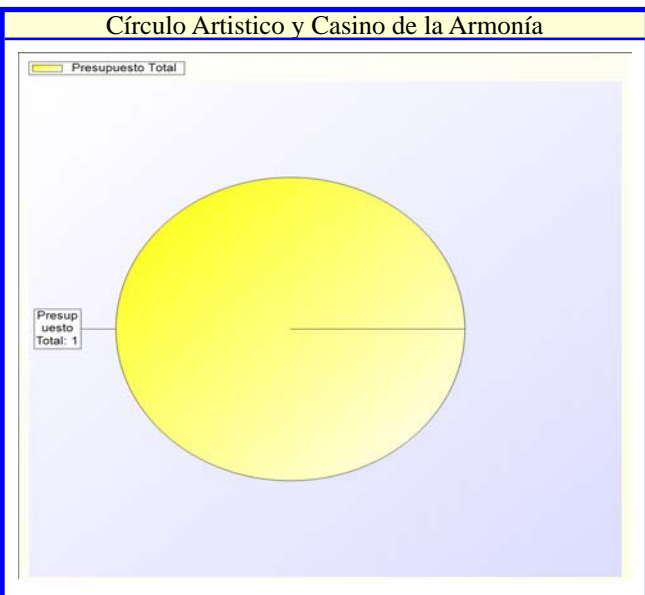 Círculo Artistico y Casino de la Armonía
Presupuesto Total
Presup
uesto
Total: 1